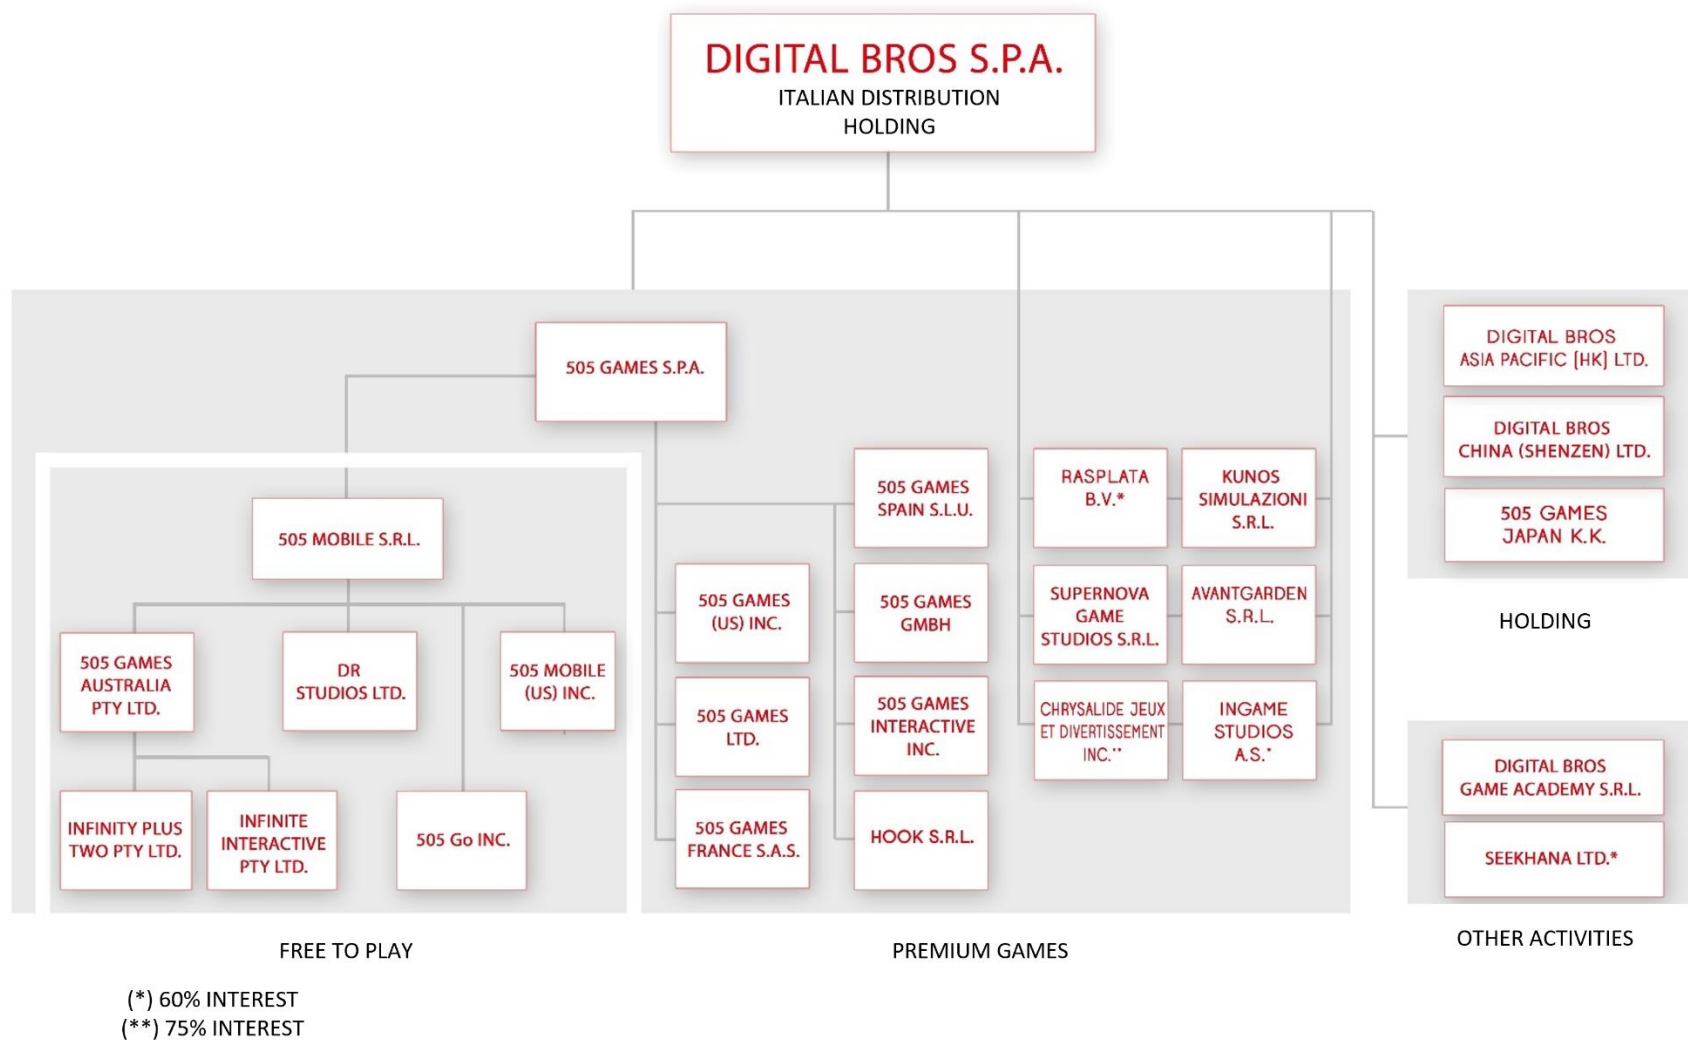 DIGITAL BROS S.P.A.
ITALIAN DISTRIBUTION
HOLDING
505 GAMES S.P.A.
505 MOBILE S.R.L.
505 GAMES
AUSTRALIA
PTY LTD.
DR
STUDIOS LTD.
505 MOBILE
(US) INC.
INFINITY PLUS
TWO PTY LTD.
INFINITE
INTERACTIVE
PTY LTD.
505 Go INC.
FREE TO PLAY
505 GAMES
SPAIN S.L.U.
505 GAMES
(US) INC.
505 GAMES
GMBH
505 GAMES
LTD.
505 GAMES
INTERACTIVE
INC.
505 GAMES
FRANCE S.A.S.
HOOK S.R.L.
RASPLATA
B.V.*
KUNOS
SIMULAZIONI
S.R.L.
SUPERNOVA
GAME
STUDIOS S.R.L.
AVANTGARDEN
S.R.L.
CHRYSALIDE JEUX
ET DIVERTISSEMENT
INC.**
INGAME
STUDIOS
A.S.*
PREMIUM GAMES
DIGITAL BROS
ASIA PACIFIC (HK) LTD.
DIGITAL BROS
CHINA (SHENZEN) LTD.
505 GAMES
JAPAN K.K.
HOLDING
DIGITAL BROS
GAME ACADEMY S.R.L.
SEEKHANA LTD.*
OTHER ACTIVITIES
(*) 60% INTEREST
(**) 75% INTEREST